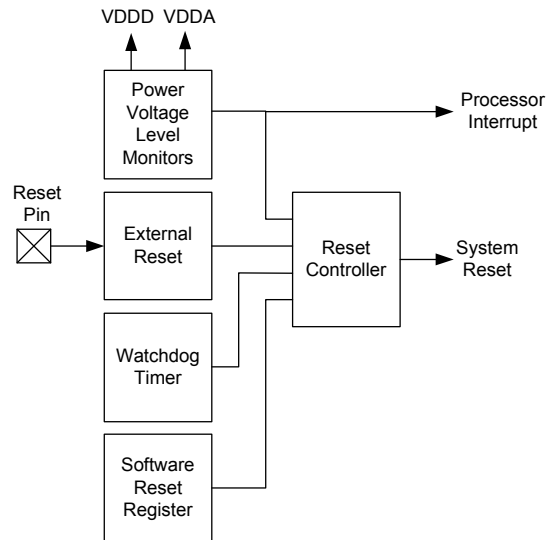 VDDD VDDA
Power
Voltage
Level
Monitors
Processor
Interrupt
Reset
Pin
External
Reset
Reset
Controller
System
Reset
Watchdog
Timer
Software
Reset
Register